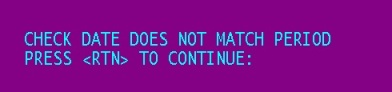 CHECK DATE DOES NOT MATCH PERIOD
PRESS <RTN> TO CONTINUE: